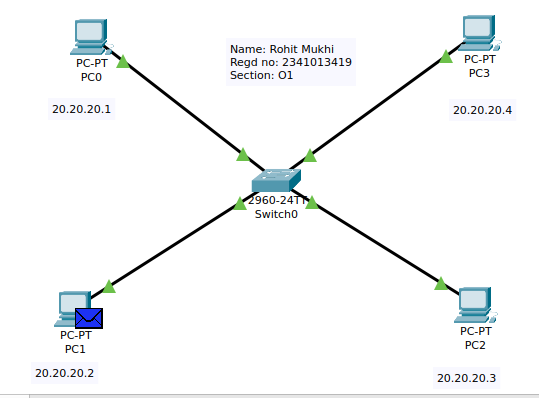 PC-PT
PC0
20.20.20.1
Name: Rohit Mukhi
Regd no: 2341013419
Section: O1
PC-PT
PC3
20.20.20.4
2960-24TT
Switch0
PC-PT
PC1
20.20.20.2
PC-PT
PC2
20.20.20.3